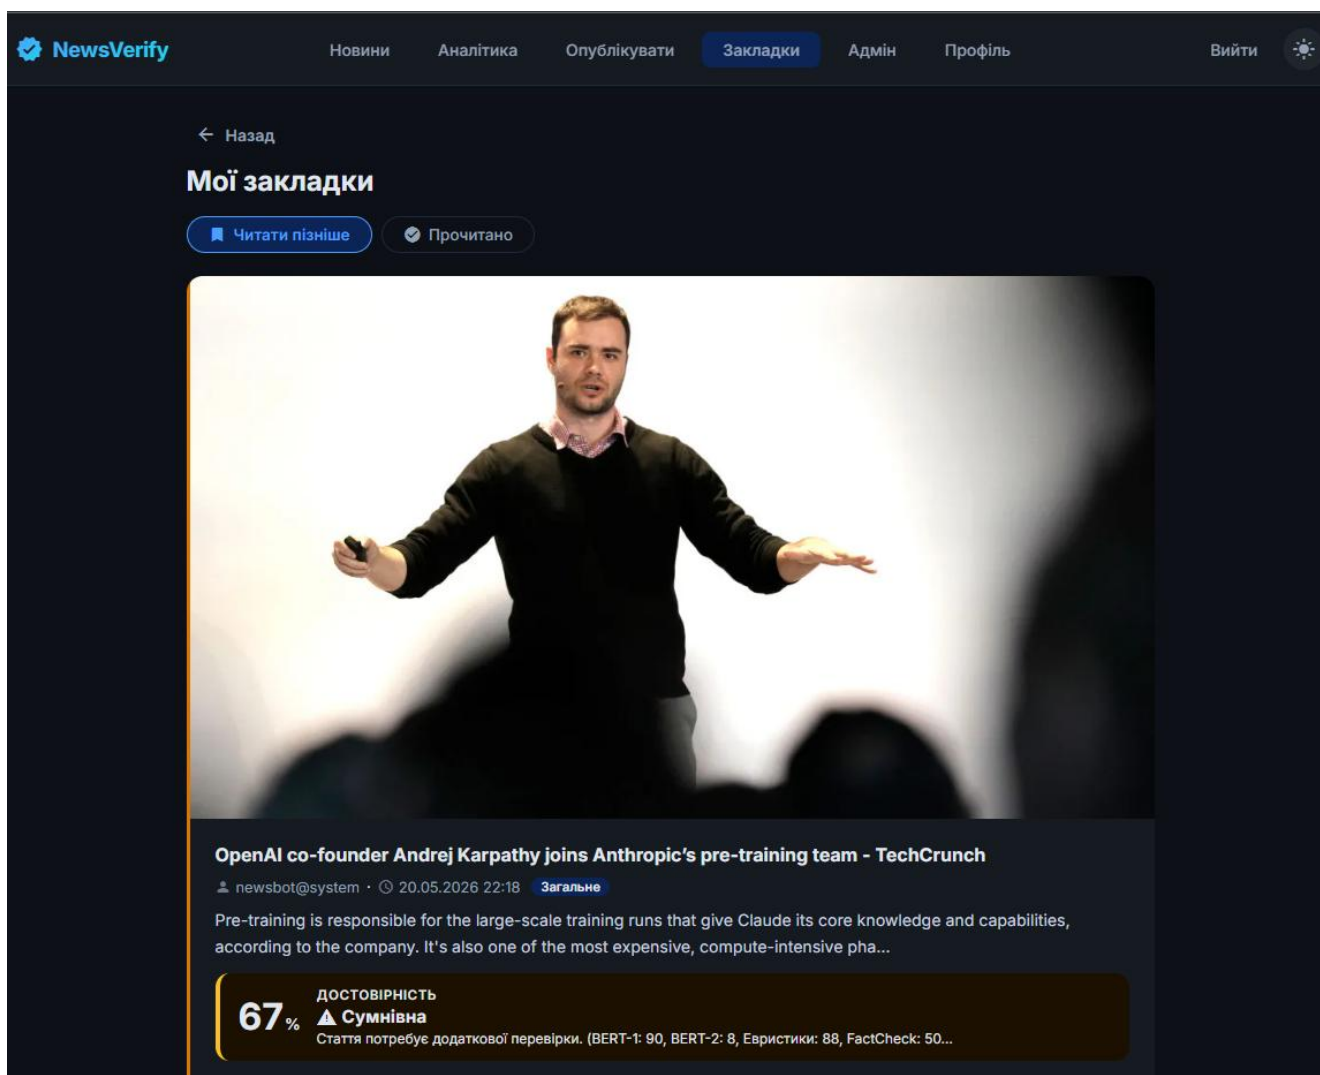 NewsVerify Новини Аналітика Опублікувати Закладки Адмін Профіль Вийти
← Назад
Мої закладки
Читати пізніше Прочитано
OpenAI co-founder Andrej Karpathy joins Anthropic’s pre-training team - TechCrunch
newsbot@system · 20.05.2026 22:18 Загальне
Pre-training is responsible for the large-scale training runs that give Claude its core knowledge and capabilities,
according to the company. It's also one of the most expensive, compute-intensive pha...
ДОСТОВІРНІСТЬ
67% Сумнівна
Стаття потребує додаткової перевірки. (BERT-1: 90, BERT-2: 8, Евристики: 88, FactCheck: 50...